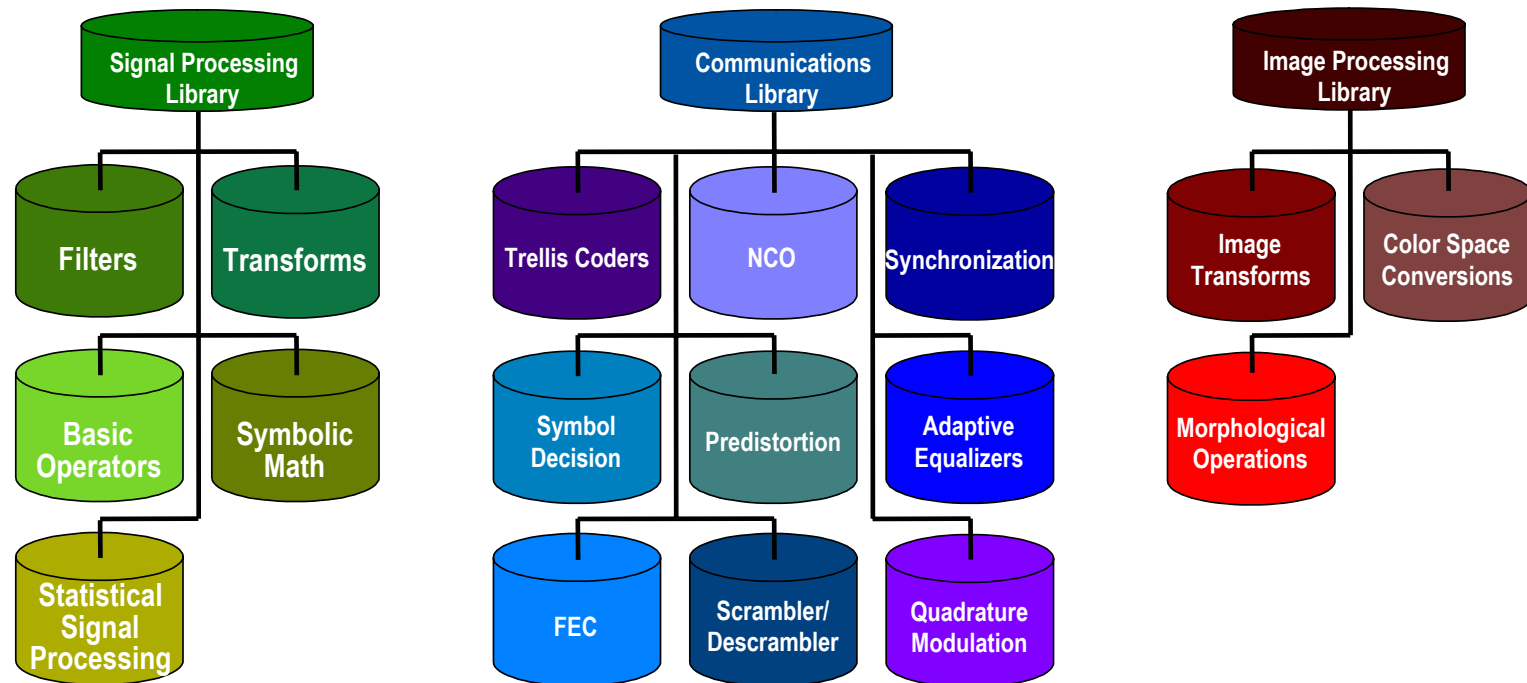 Signal Processing
Library
Communications
Library
Image Processing
Library
Filters
Transforms
Trellis Coders
NCO
Synchronization
Image
Transforms
Color Space
Conversions
Basic
Operators
Symbolic
Math
Symbol
Decision
Predistortion
Adaptive
Equalizers
Morphological
Operations
Statistical
Signal
Processing
FEC
Scrambler/
Descrambler
Quadrature
Modulation